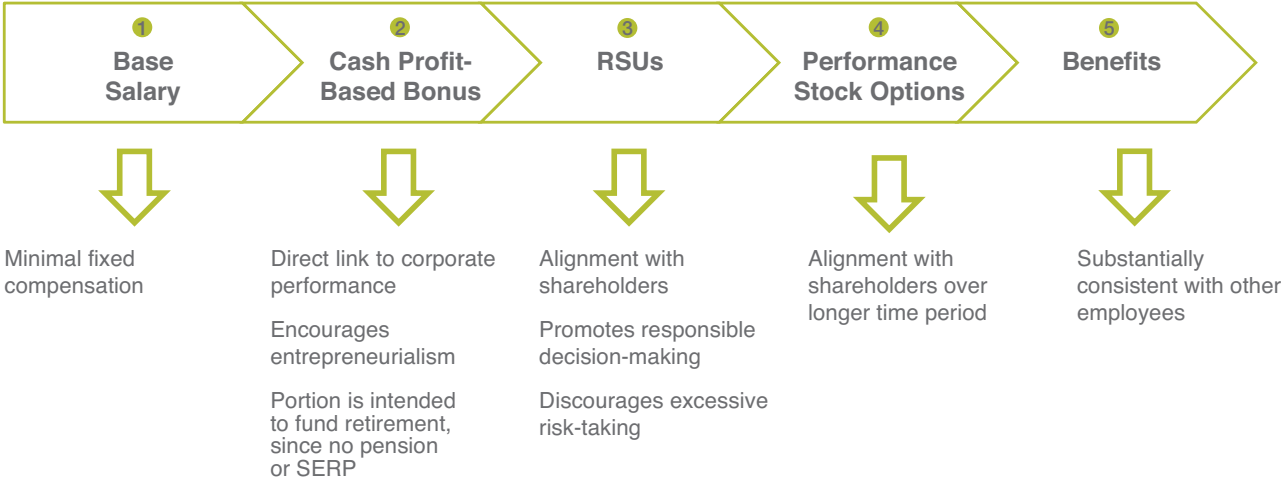 1
Base
Salary
2
Cash Profit-
Based Bonus
3
RSUs
4
Performance
Stock Options
5
Benefits
Minimal fixed
compensation
Direct link to corporate
performance
Encourages
entrepreneurialism
Portion is intended
to fund retirement,
since no pension
or SERP
Alignment with
shareholders
Promotes responsible
decision-making
Discourages excessive
risk-taking
Alignment with
shareholders over
longer time period
Substantially
consistent with other
employees